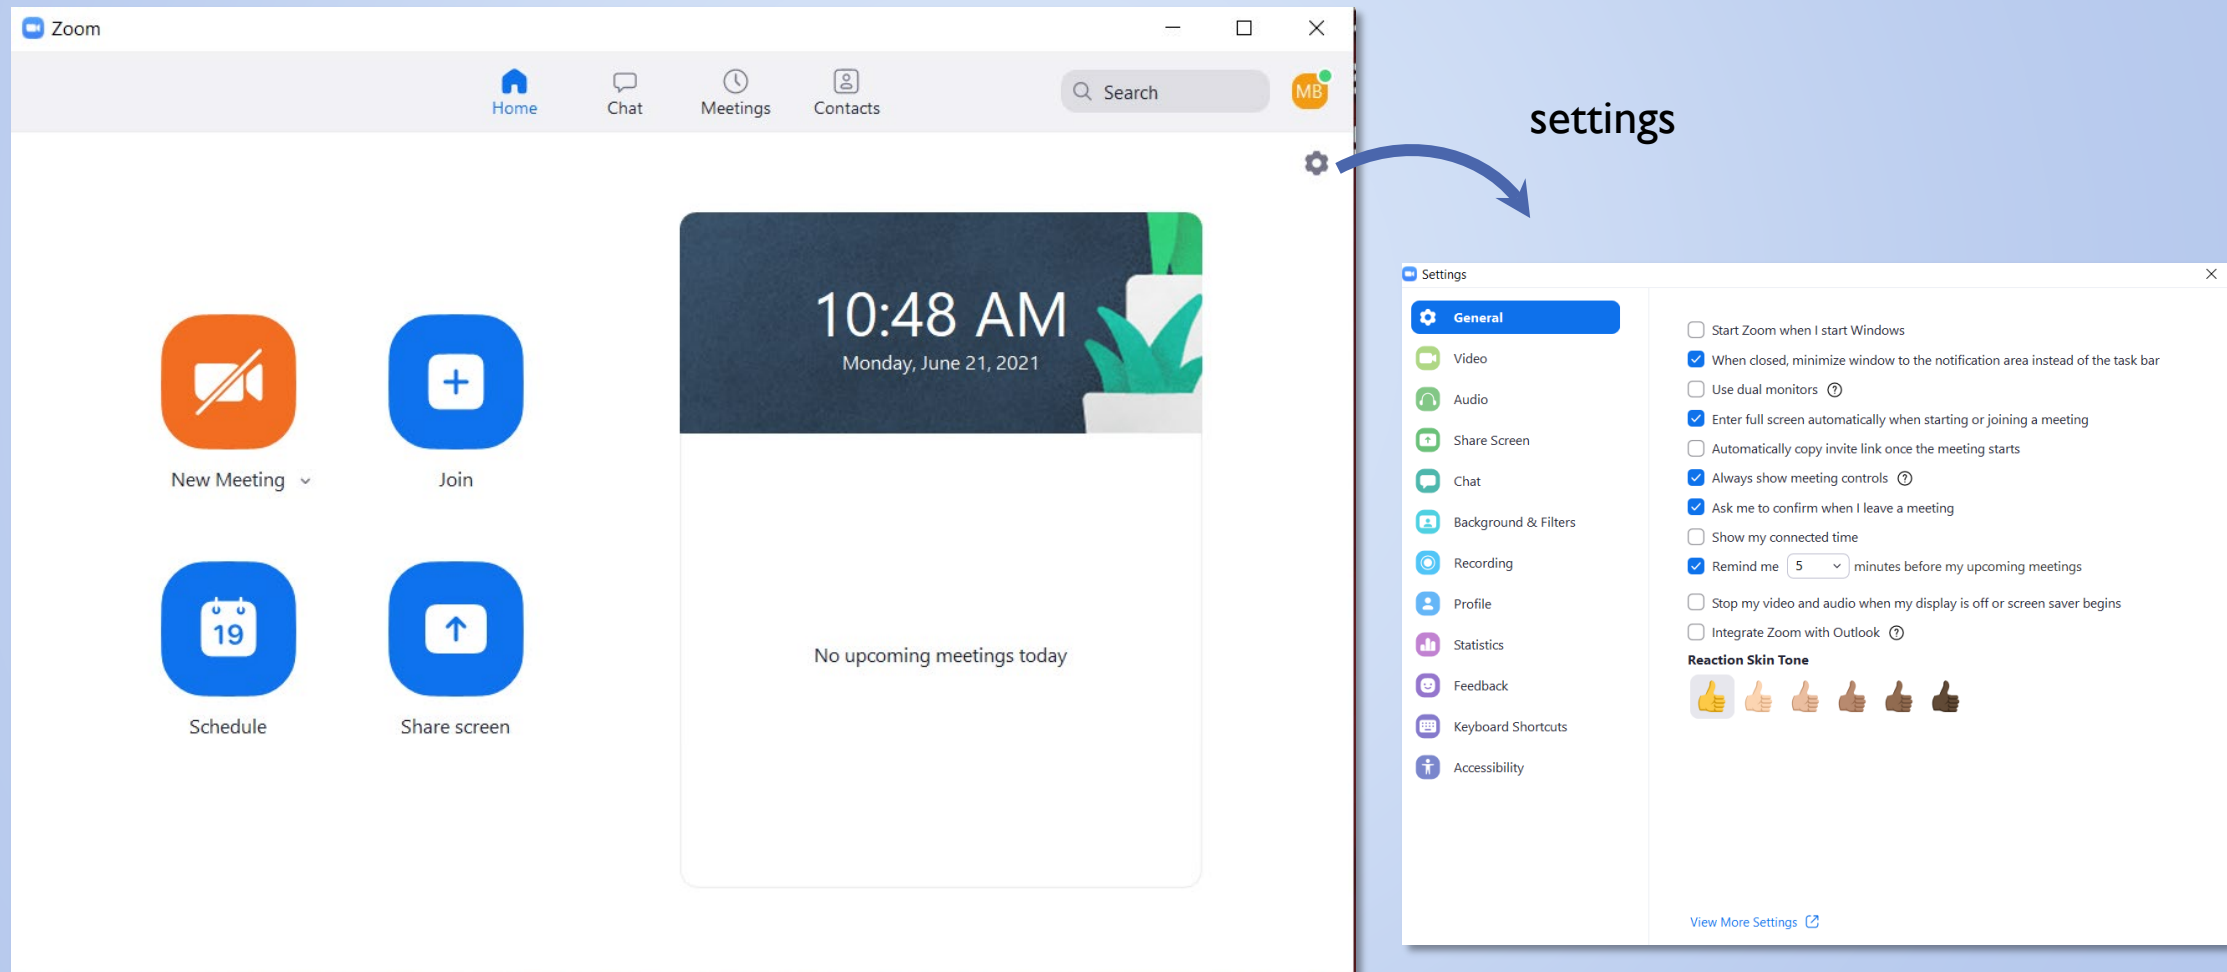 Zoom
Home
Chat
Meetings
Contacts
Search
MB
settings
10:48 AM
Monday, June 21, 2021
New Meeting
Join
19
Schedule
Share screen
No upcoming meetings today
Settings
General
Video
Audio
Share Screen
Chat
Background & Filters
Recording
Profile
Statistics
Feedback
Keyboard Shortcuts
Accessibility
Start Zoom when I start Windows
When closed, minimize window to the notification area instead of the task bar
Use dual monitors ?
Enter full screen automatically when starting or joining a meeting
Automatically copy invite link once the meeting starts
Always show meeting controls ?
Ask me to confirm when I leave a meeting
Show my connected time
Remind me 5 minutes before my upcoming meetings
Stop my video and audio when my display is off or screen saver begins
Integrate Zoom with Outlook ?
Reaction Skin Tone
View More Settings